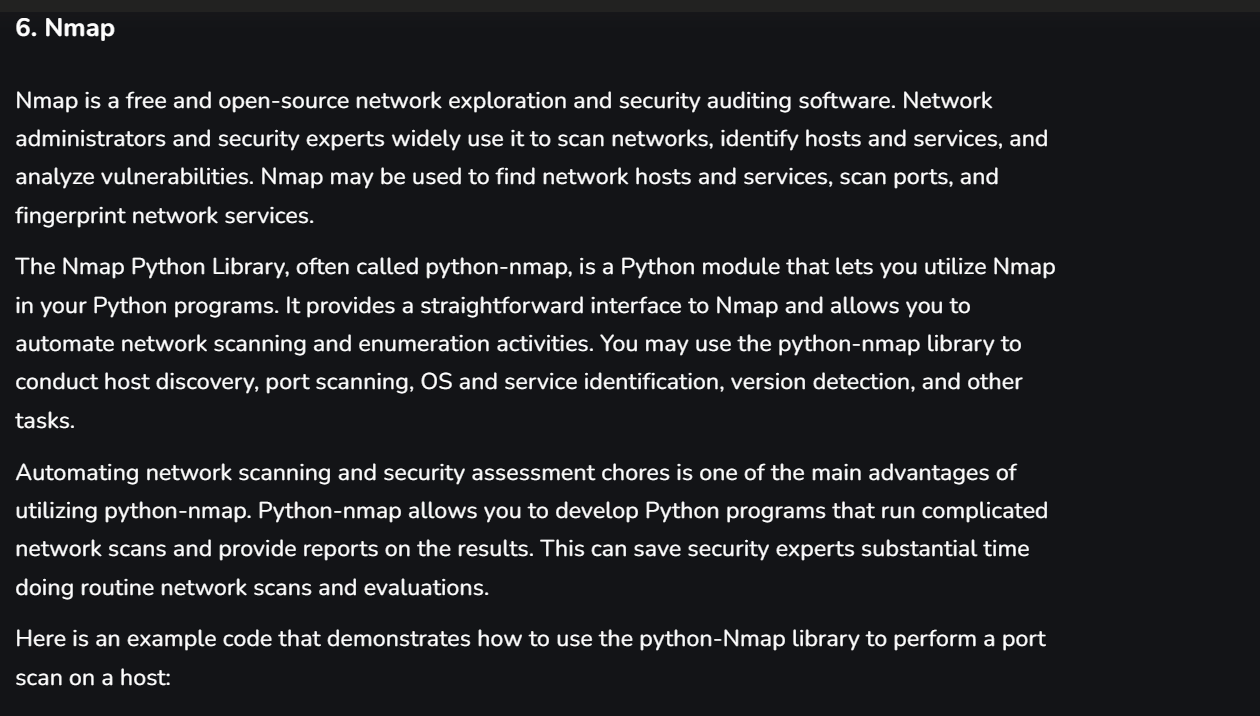 6. Nmap
Nmap is a free and open-source network exploration and security auditing software. Network
administrators and security experts widely use it to scan networks, identify hosts and services, and
analyze vulnerabilities. Nmap may be used to find network hosts and services, scan ports, and
fingerprint network services.
The Nmap Python Library, often called python-nmap, is a Python module that lets you utilize Nmap
in your Python programs. It provides a straightforward interface to Nmap and allows you to
automate network scanning and enumeration activities. You may use the python-nmap library to
conduct host discovery, port scanning, OS and service identification, version detection, and other
tasks.
Automating network scanning and security assessment chores is one of the main advantages of
utilizing python-nmap. Python-nmap allows you to develop Python programs that run complicated
network scans and provide reports on the results. This can save security experts substantial time
doing routine network scans and evaluations.
Here is an example code that demonstrates how to use the python-Nmap library to perform a port
scan on a host: